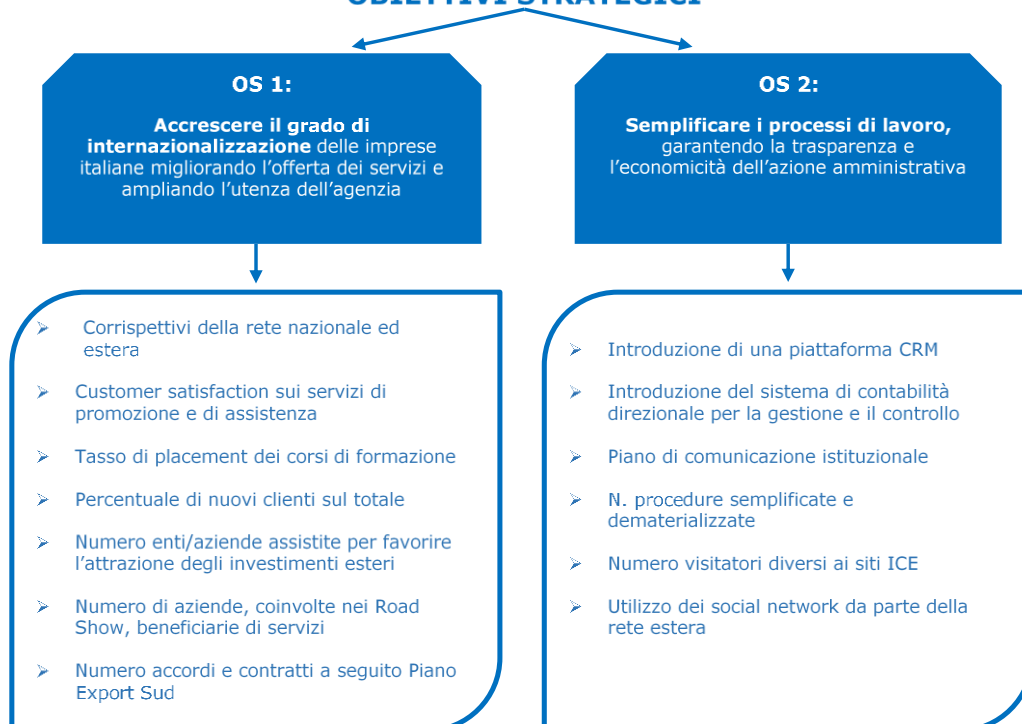 OBIETTIVI STRATEGICI
OS 1:
Accrescere il grado di
internazionalizzazione delle imprese
italiane migliorando l'offerta dei servizi e
ampliando l'utenza dell'agenzia
OS 2:
Semplificare i processi di lavoro,
garantendo la trasparenza e
l'economicità dell'azione amministrativa
Corrispettivi della rete nazionale ed
estera
Customer satisfaction sui servizi di
promozione e di assistenza
Tasso di placement dei corsi di formazione
Percentuale di nuovi clienti sul totale
Numero enti/aziende assistite per favorire
l'attrazione degli investimenti esteri
Numero di aziende, coinvolte nei Road
Show, beneficiarie di servizi
Numero accordi e contratti a seguito Piano
Export Sud
Introduzione di una piattaforma CRM
Introduzione del sistema di contabilità
direzionale per la gestione e il controllo
Piano di comunicazione istituzionale
N. procedure semplificate e
dematerializzate
Numero visitatori diversi ai siti ICE
Utilizzo dei social network da parte della
rete estera